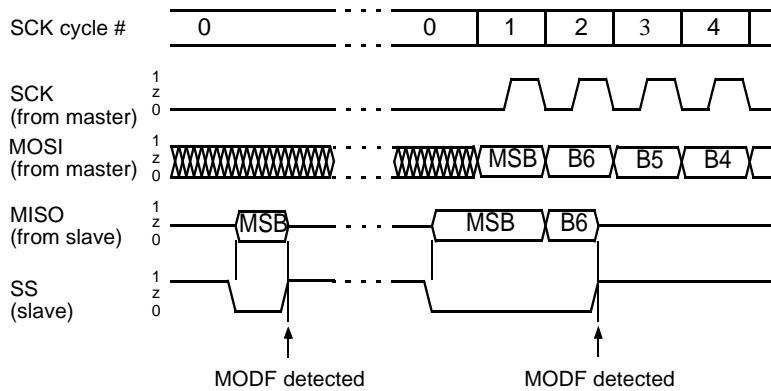 SCK cycle # 0 0 1 2 3 4
SCK
(from master)
1
z
0
MOSI
(from master)
1
z
0
MSB B6 B5 B4
MISO
(from slave)
1
z
0
MSB MSB B6
SS
(slave)
1
z
0
MODF detected MODF detected